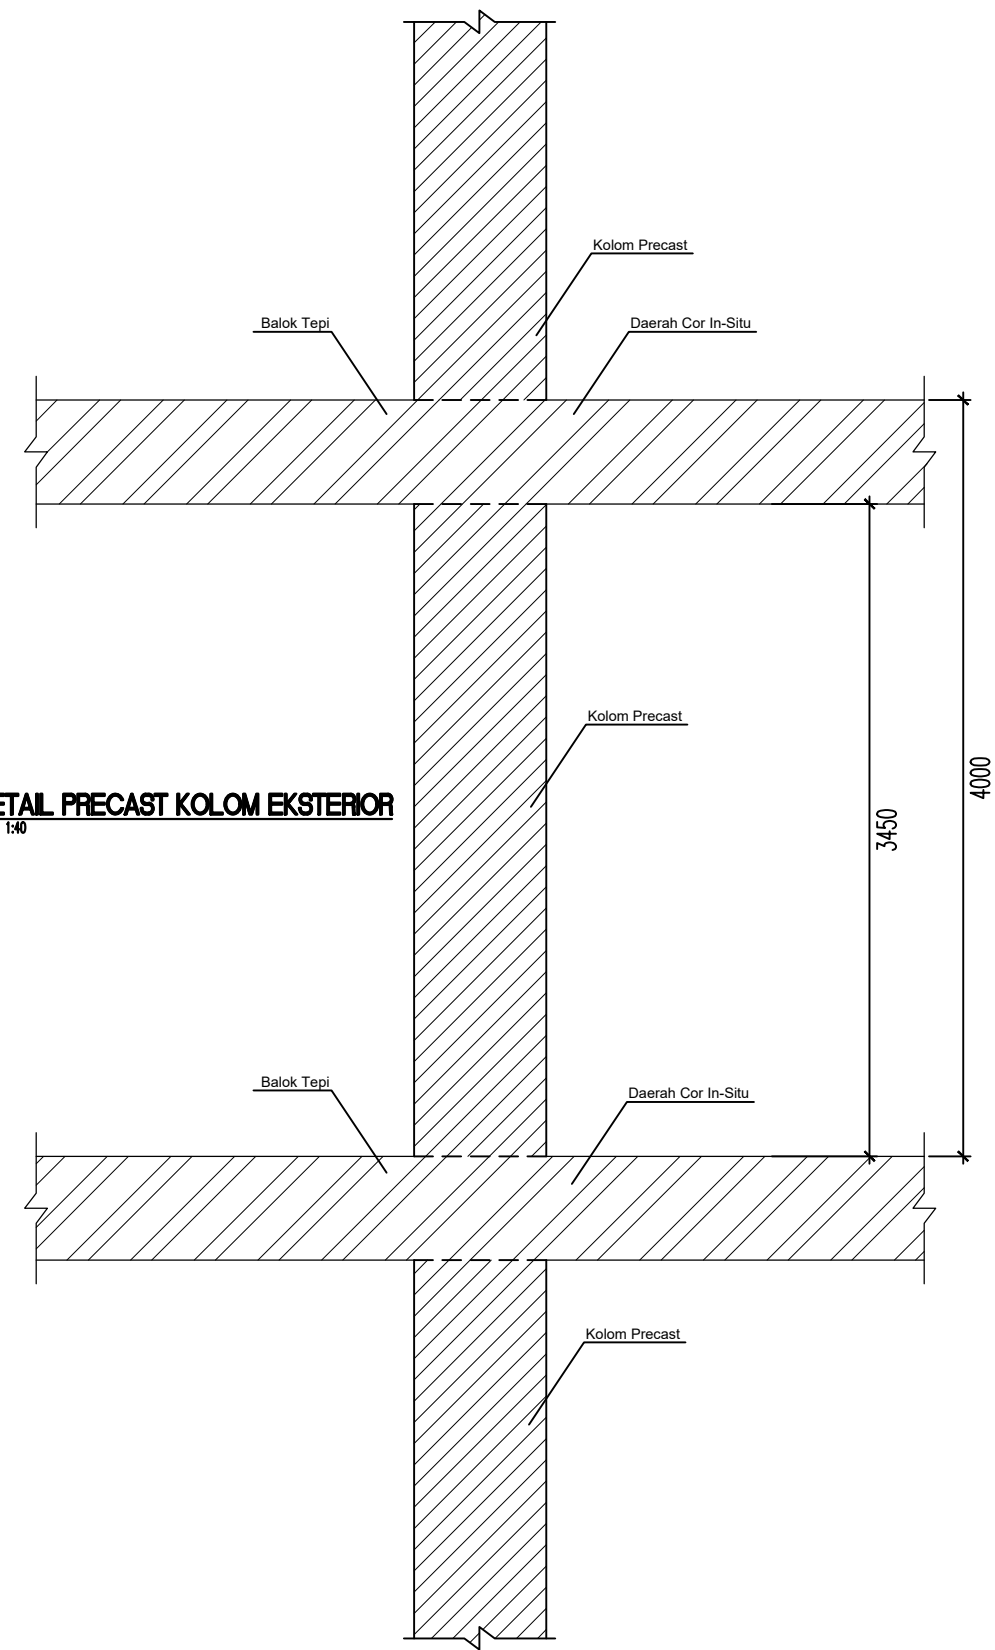 Kolom Precast
Balok Tepi
Daerah Cor In-Situ
Kolom Precast
4000
PRECAST KOLOM EKSTERIOR
1:40
3450
Balok Tepi
Daerah Cor In-Situ
Kolom Precast